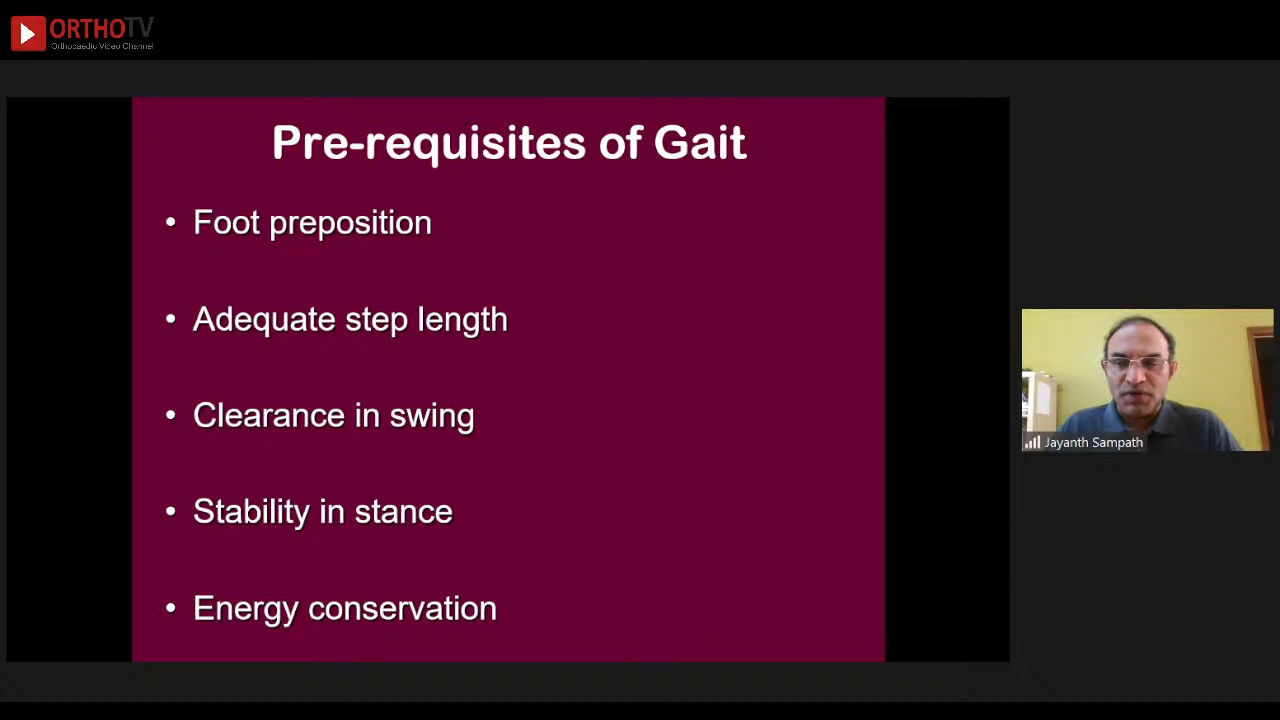 ORTHOTV
Orthopaedic Video Channel
Pre-requisites of Gait
• Foot preposition
• Adequate step length
• Clearance in swing
• Stability in stance
• Energy conservation
Jayanth Sampath